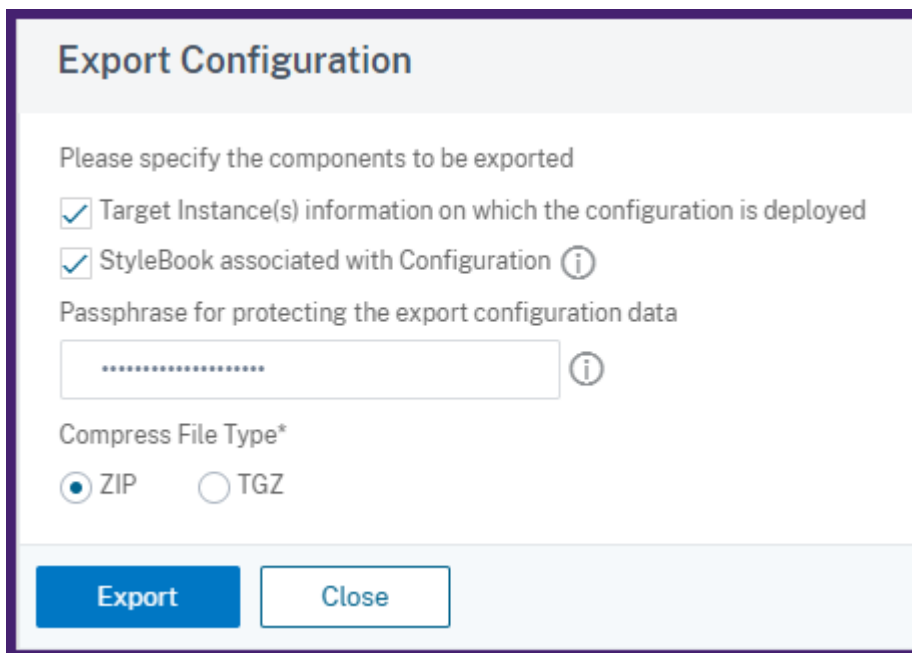 Export Configuration
Please specify the components to be exported
Target Instance(s) information on which the configuration is deployed
StyleBook associated with Configuration
Passphrase for protecting the export configuration data
••••••••••••••••••••
Compress File Type*
ZIP TGZ
Export Close